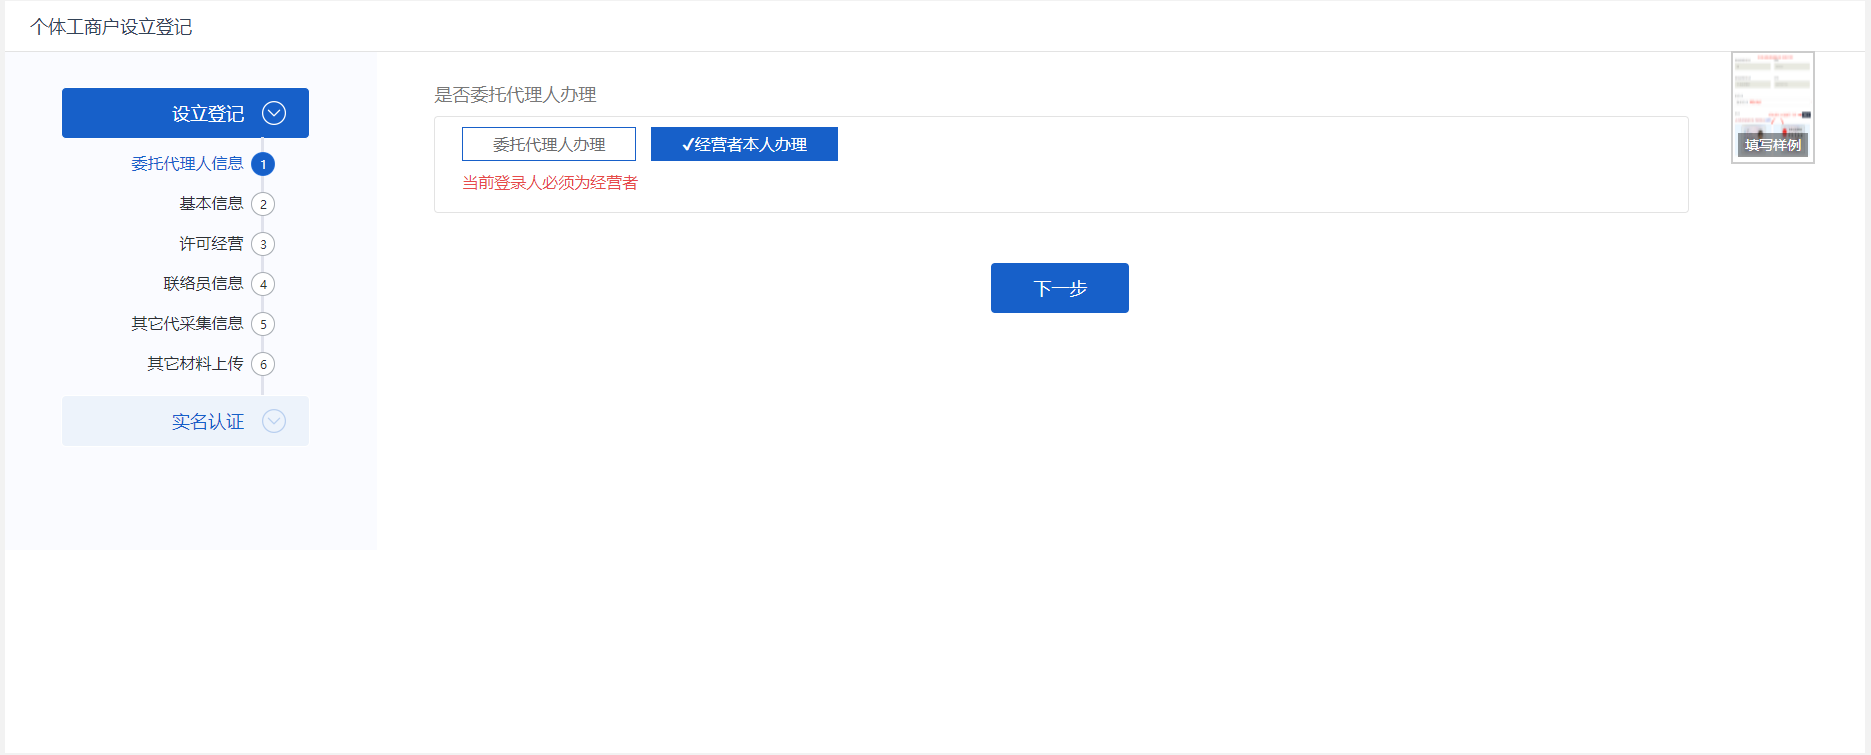 个体工商户设立登记
设立登记
委托代理人信息 1
基本信息 2
许可经营 3
联络员信息 4
其它代采集信息 5
其它材料上传 6
实名认证
是否委托代理人办理
委托代理人办理 ✓经营者本人办理
当前登录人必须为经营者
下一步
填写样例